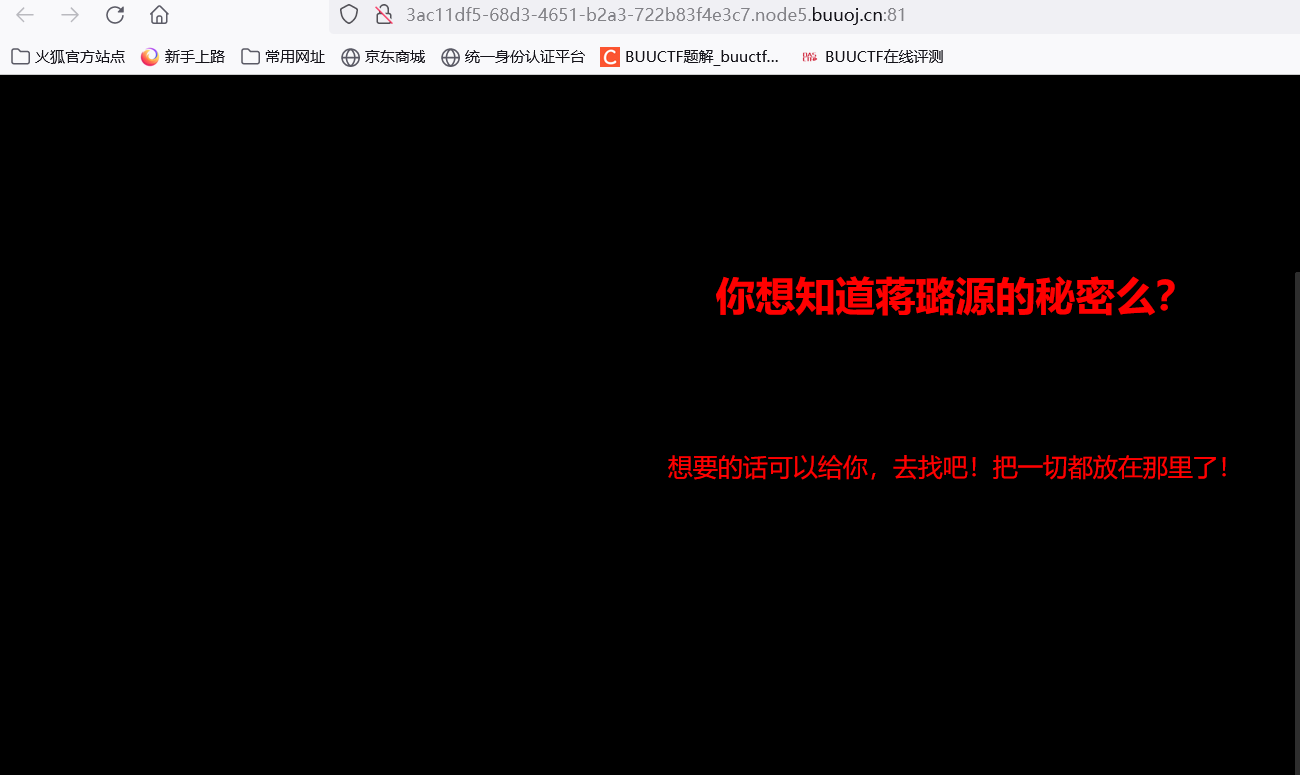 3ac11df5-68d3-4651-b2a3-722b83f4e3c7.node5.buuoj.cn:81
火狐官方站点 新手上路 常用网址 京东商城 统一身份认证平台 BUUCTF题解_buuctf... BUUCTF在线评测
你想知道蒋璐源的秘密么？
想要的话可以给你，去找吧！把一切都放在那里了！